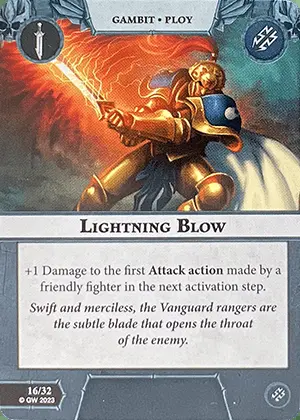 GAMBIT • PLOY
LIGHTNING BLOW
+1 Damage to the first Attack action made by a
friendly fighter in the next activation step.
Swift and merciless, the Vanguard rangers are
the subtle blade that opens the throat
of the enemy.
16/32
© GW 2023